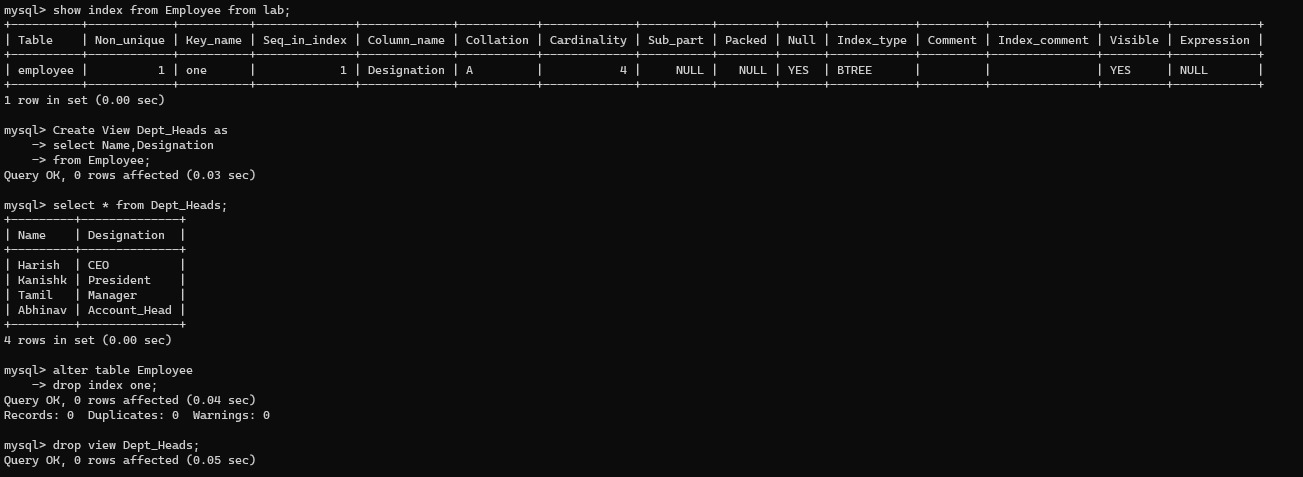 mysql> show index from Employee from lab;
+----------+------------+----------+--------------+-------------+-----------+-------------+----------+--------+------+------------+---------+---------------+---------+------------+
| Table    | Non_unique | Key_name | Seq_in_index | Column_name | Collation | Cardinality | Sub_part | Packed | Null | Index_type | Comment | Index_comment | Visible | Expression |
+----------+------------+----------+--------------+-------------+-----------+-------------+----------+--------+------+------------+---------+---------------+---------+------------+
| employee |          1 | one      |            1 | Designation | A         |           4 |     NULL |   NULL | YES  | BTREE      |         |               | YES     | NULL       |
+----------+------------+----------+--------------+-------------+-----------+-------------+----------+--------+------+------------+---------+---------------+---------+------------+
1 row in set (0.00 sec)

mysql> Create View Dept_Heads as
    -> select Name,Designation
    -> from Employee;
Query OK, 0 rows affected (0.03 sec)

mysql> select * from Dept_Heads;
+---------+--------------+
| Name    | Designation  |
+---------+--------------+
| Harish  | CEO          |
| Kanishk | President    |
| Tamil   | Manager      |
| Abhinav | Account_Head |
+---------+--------------+
4 rows in set (0.00 sec)

mysql> alter table Employee
    -> drop index one;
Query OK, 0 rows affected (0.04 sec)
Records: 0  Duplicates: 0  Warnings: 0

mysql> drop view Dept_Heads;
Query OK, 0 rows affected (0.05 sec)